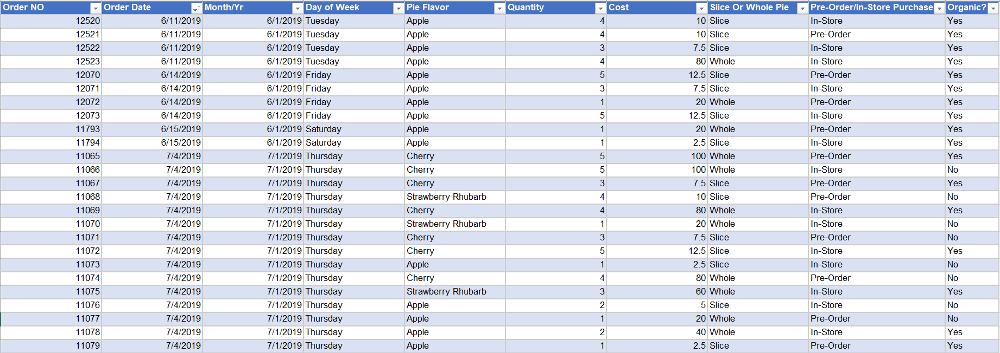 Order NO Order Date Month/Yr Day of Week Pie Flavor Quantity Cost Slice Or Whole Pie Pre-Order/In-Store Purchase Organic?
12520 6/11/2019 6/1/2019 Tuesday Apple 4 10 Slice In-Store Yes
12521 6/11/2019 6/1/2019 Tuesday Apple 4 10 Slice Pre-Order Yes
12522 6/11/2019 6/1/2019 Tuesday Apple 3 7.5 Slice In-Store Yes
12523 6/11/2019 6/1/2019 Tuesday Apple 4 80 Whole In-Store Yes
12070 6/14/2019 6/1/2019 Friday Apple 5 12.5 Slice Pre-Order Yes
12071 6/14/2019 6/1/2019 Friday Apple 3 7.5 Slice In-Store Yes
12072 6/14/2019 6/1/2019 Friday Apple 1 20 Whole Pre-Order Yes
12073 6/14/2019 6/1/2019 Friday Apple 5 12.5 Slice In-Store Yes
11793 6/15/2019 6/1/2019 Saturday Apple 1 20 Whole Pre-Order Yes
11794 6/15/2019 6/1/2019 Saturday Apple 1 2.5 Slice In-Store Yes
11065 7/4/2019 7/1/2019 Thursday Cherry 5 100 Whole Pre-Order Yes
11066 7/4/2019 7/1/2019 Thursday Cherry 5 100 Whole In-Store No
11067 7/4/2019 7/1/2019 Thursday Cherry 3 7.5 Slice Pre-Order Yes
11068 7/4/2019 7/1/2019 Thursday Strawberry Rhubarb 4 10 Slice Pre-Order No
11069 7/4/2019 7/1/2019 Thursday Cherry 4 80 Whole In-Store Yes
11070 7/4/2019 7/1/2019 Thursday Strawberry Rhubarb 1 20 Whole In-Store No
11071 7/4/2019 7/1/2019 Thursday Cherry 3 7.5 Slice Pre-Order No
11072 7/4/2019 7/1/2019 Thursday Cherry 5 12.5 Slice In-Store Yes
11073 7/4/2019 7/1/2019 Thursday Apple 1 2.5 Slice In-Store No
11074 7/4/2019 7/1/2019 Thursday Cherry 4 80 Whole Pre-Order No
11075 7/4/2019 7/1/2019 Thursday Strawberry Rhubarb 3 60 Whole In-Store Yes
11076 7/4/2019 7/1/2019 Thursday Apple 2 5 Slice In-Store No
11077 7/4/2019 7/1/2019 Thursday Apple 1 20 Whole Pre-Order No
11078 7/4/2019 7/1/2019 Thursday Apple 2 40 Whole In-Store Yes
11079 7/4/2019 7/1/2019 Thursday Apple 1 2.5 Slice Pre-Order Yes